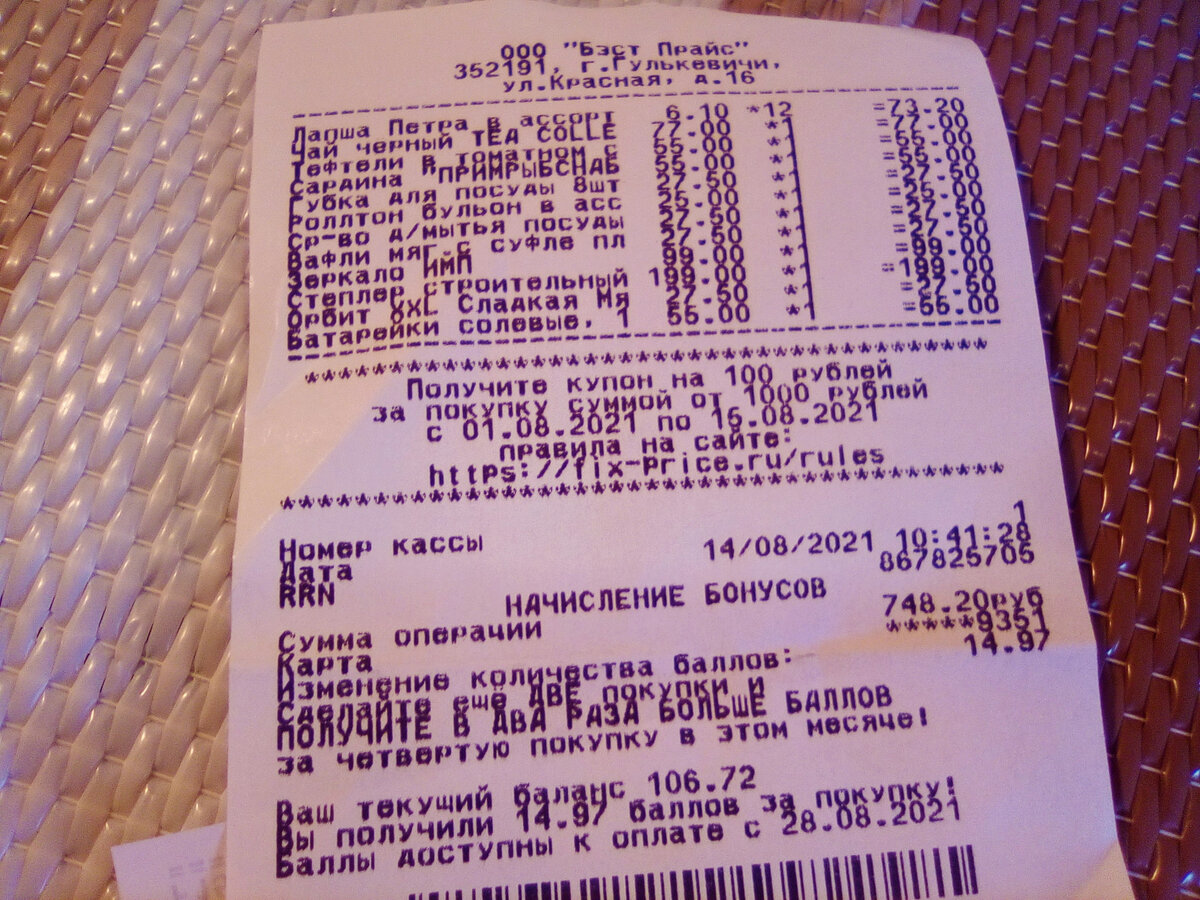 ООО "Бэст Прайс"
352191, г.Гулькевичи,
ул.Красная, д.16
Лапша Петра в ассорт 6.10 *12 =73.20
Чай черный TEA COLLE 77.00 *1 =77.00
Тефтели в томатном с 55.00 *1 =55.00
Сардина "ПРИМРЫБСНАБ 55.00 *1 =55.00
Губка для посуды 8шт 27.50 *1 =27.50
Роллтон бульон в асс 25.00 *1 =25.00
Ср-во д/мытья посуды 27.50 *1 =27.50
Вафли мяг.с суфле пл 27.50 *1 =27.50
Зеркало ИМП 99.00 *1 =99.00
Степлер строительный 199.00 *1 =199.00
Орбит Сладкая Мя 27.50 *1 =27.50
Батарейки солевые, 1 55.00 *1 =55.00
****************************************
Получите купон на 100 рублей
за покупку суммой от 1000 рублей
с 01.08.2021 по 15.08.2021
правила на сайте:
https://fix-price.ru/rules
****************************************
Номер кассы 1
Дата 14/08/2021 10:41:28
RRN 867825705
НАЧИСЛЕНИЕ БОНУСОВ
Сумма операции 748.20руб
Карта *****9351
Изменение количества баллов: 14.97
Сделайте ещё ДВЕ покупки и
ПОЛУЧИТЕ В ДВА РАЗА БОЛЬШЕ БАЛЛОВ
за четвертую покупку в этом месяце!
Ваш текущий баланс 106.72
Вы получили 14.97 баллов за покупку!
Баллы доступны к оплате с 28.08.2021